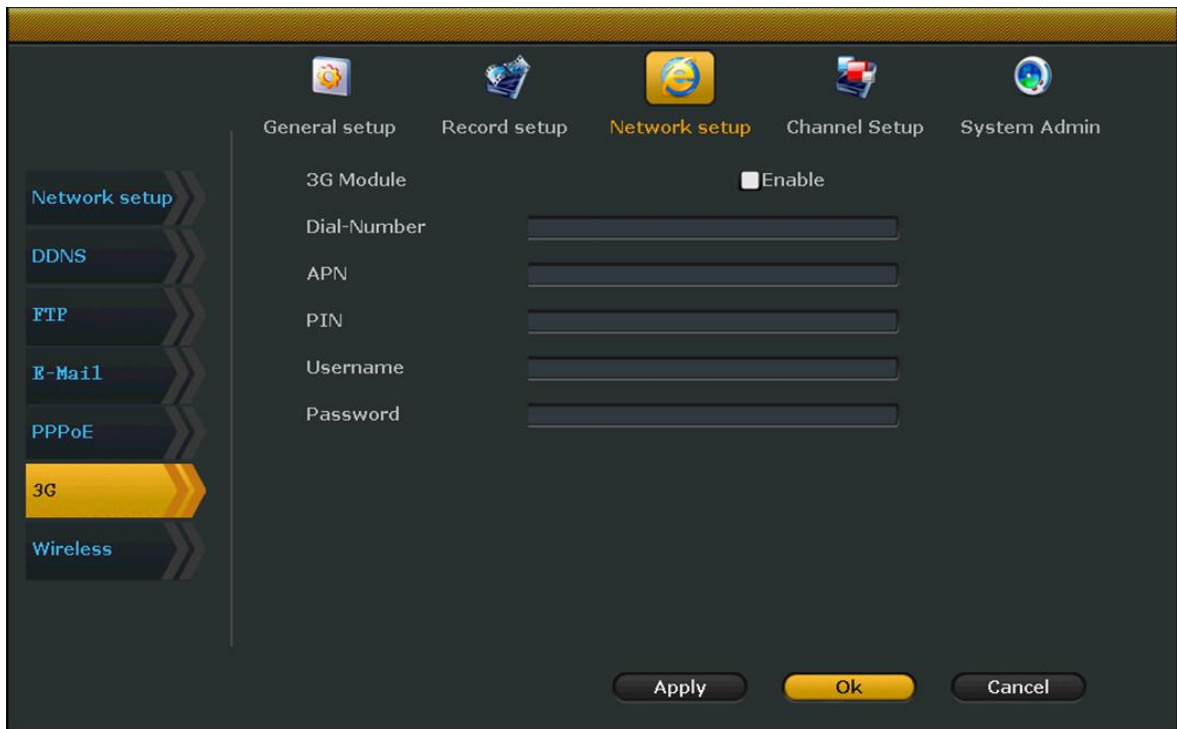 General setup Record setup Network setup Channel Setup System Admin
Network setup
DDNS
FTP
E-Mail
PPPoE
3G
Wireless
3G Module Enable
Dial-Number
APN
PIN
Username
Password
Apply Ok Cancel